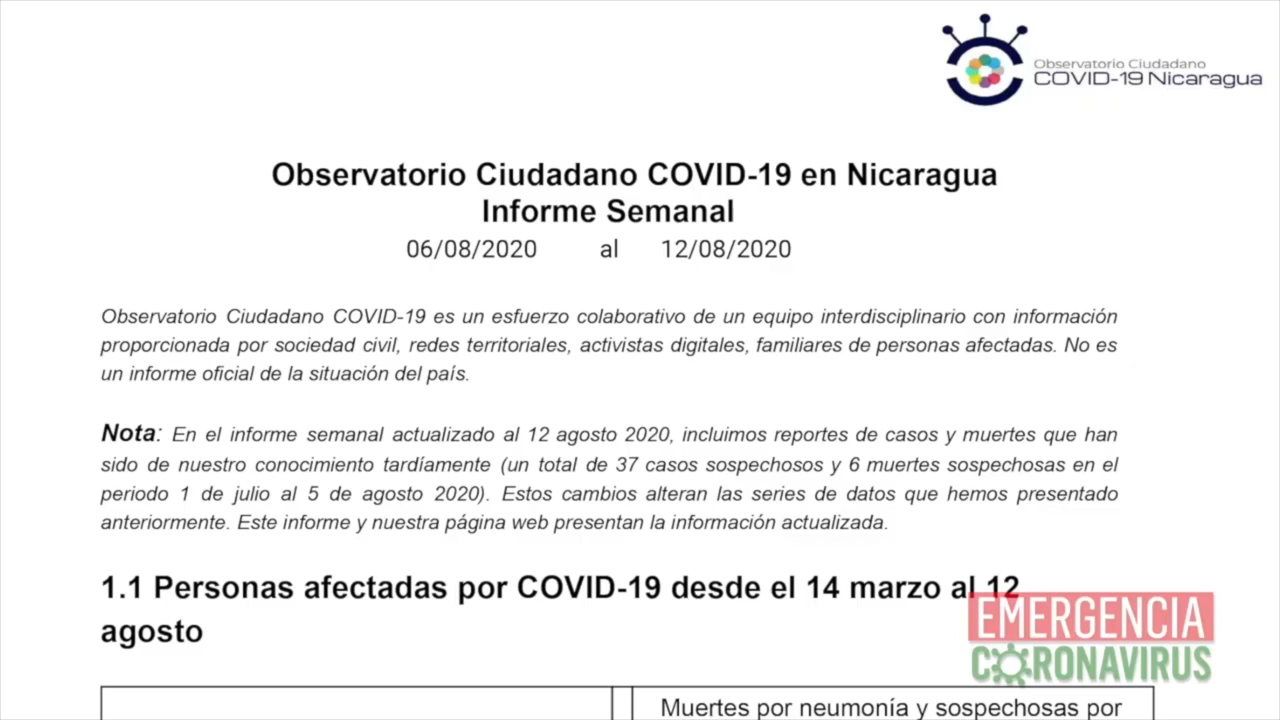 Observatorio Ciudadano
COVID-19 Nicaragua
Observatorio Ciudadano COVID-19 en Nicaragua
Informe Semanal
06/08/2020 al 12/08/2020
Observatorio Ciudadano COVID-19 es un esfuerzo colaborativo de un equipo interdisciplinario con información
proporcionada por sociedad civil, redes territoriales, activistas digitales, familiares de personas afectadas. No es
un informe oficial de la situación del país.
Nota: En el informe semanal actualizado al 12 agosto 2020, incluimos reportes de casos y muertes que han
sido de nuestro conocimiento tardíamente (un total de 37 casos sospechosos y 6 muertes sospechosas en el
periodo 1 de julio al 5 de agosto 2020). Estos cambios alteran las series de datos que hemos presentado
anteriormente. Este informe y nuestra página web presentan la información actualizada.
1.1 Personas afectadas por COVID-19 desde el 14 marzo al 12
agosto
EMERGENCIA
CORONAVIRUS
Muertes por neumonía y sospechosas por